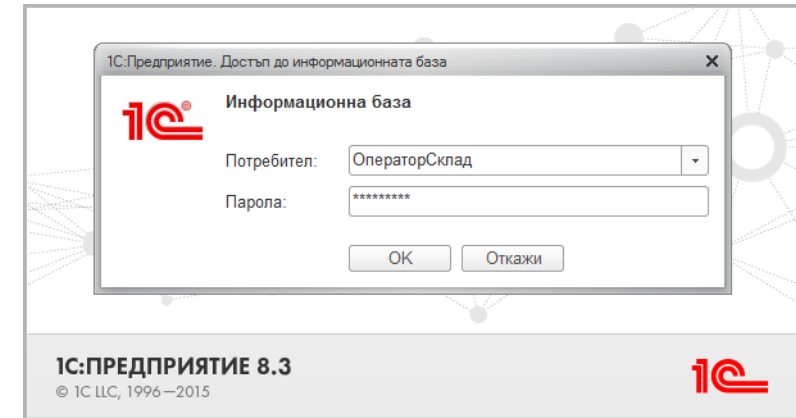 1С:Предприятие. Достъп до информационната база
1С®
Информационна база
Потребител: ОператорСклад
Парола: *********
OK Откажи
1С:ПРЕДПРИЯТИЕ 8.3
© 1C LLC, 1996—2015
1С